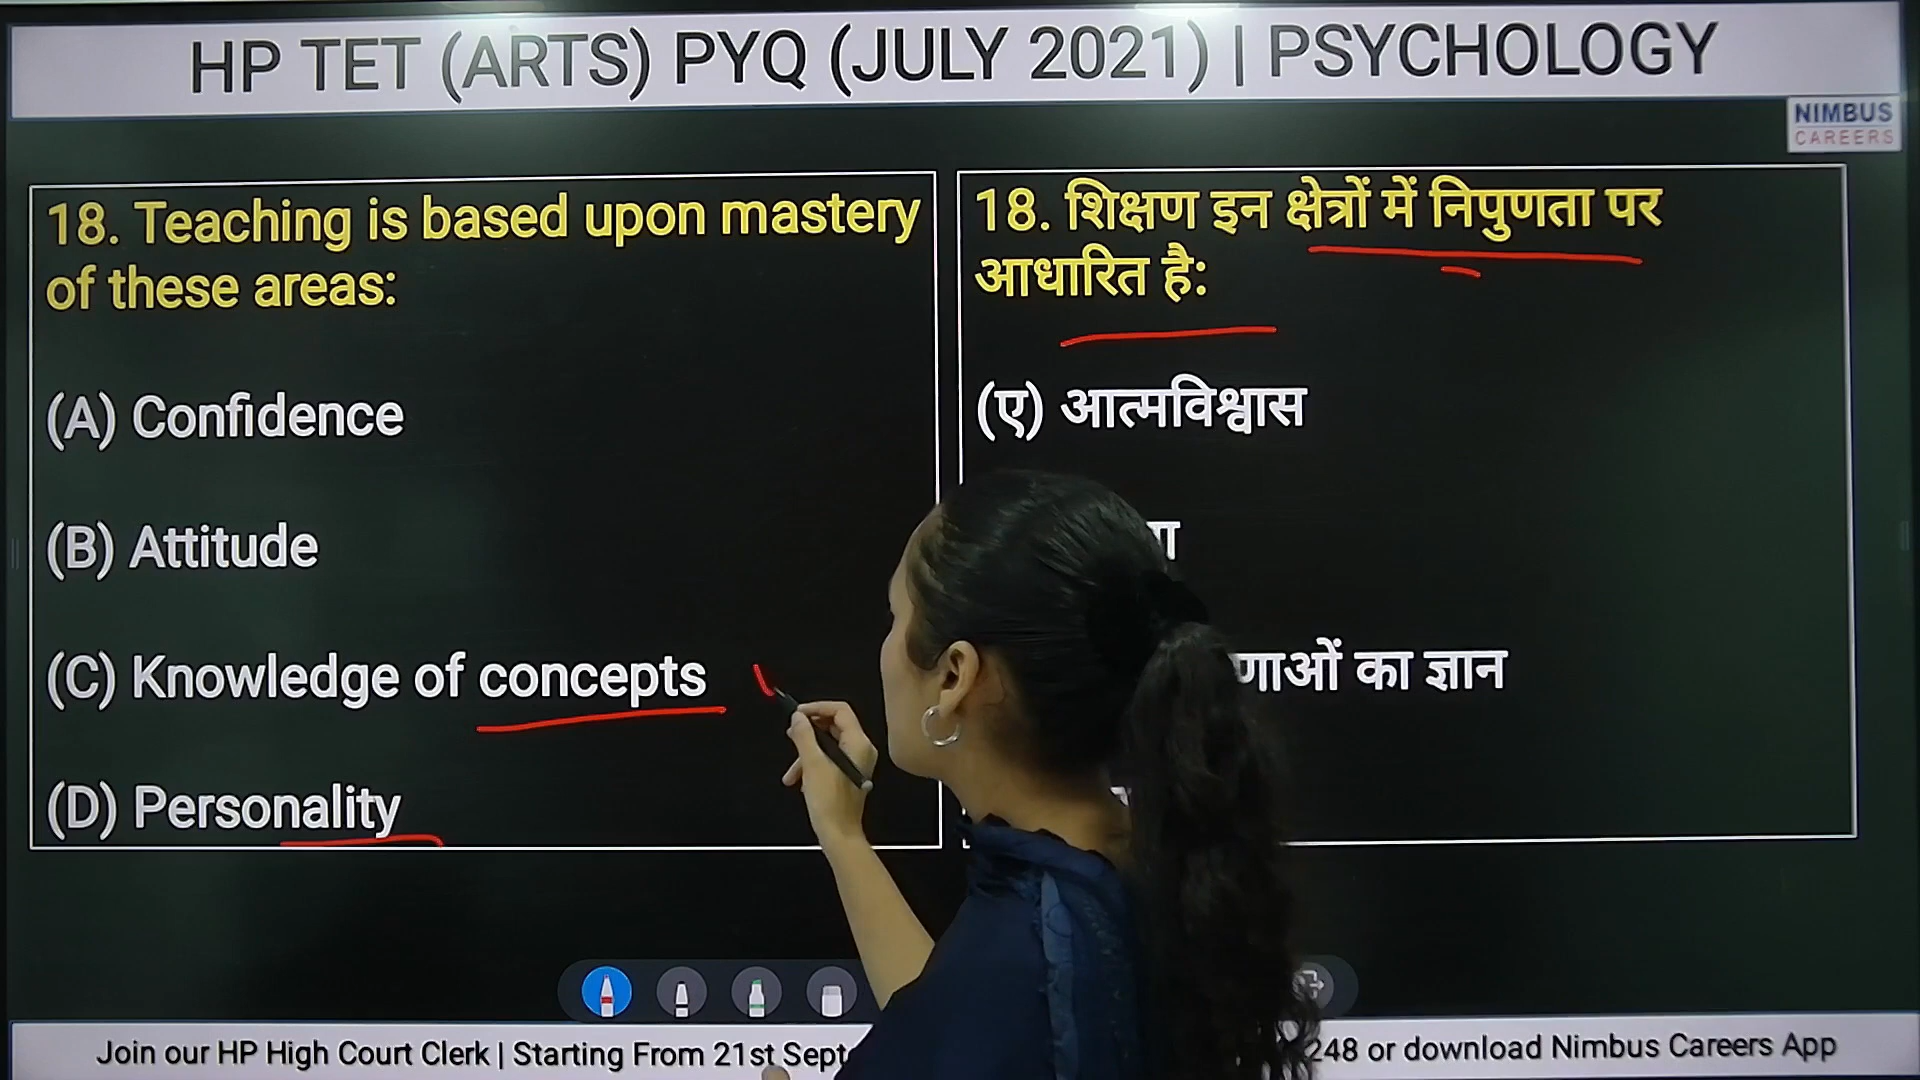 HP TET (ARTS) PYQ (JULY 2021) | PSYCHOLOGY
NIMBUS
CAREERS
18. Teaching is based upon mastery
of these areas:
(A) Confidence
(B) Attitude
(C) Knowledge of concepts
(D) Personality
18. शिक्षण इन क्षेत्रों में निपुणता पर
आधारित है:
(ए) आत्मविश्वास
का ज्ञान
Join our HP High Court Clerk | Starting From 21st
248 or download Nimbus Careers App